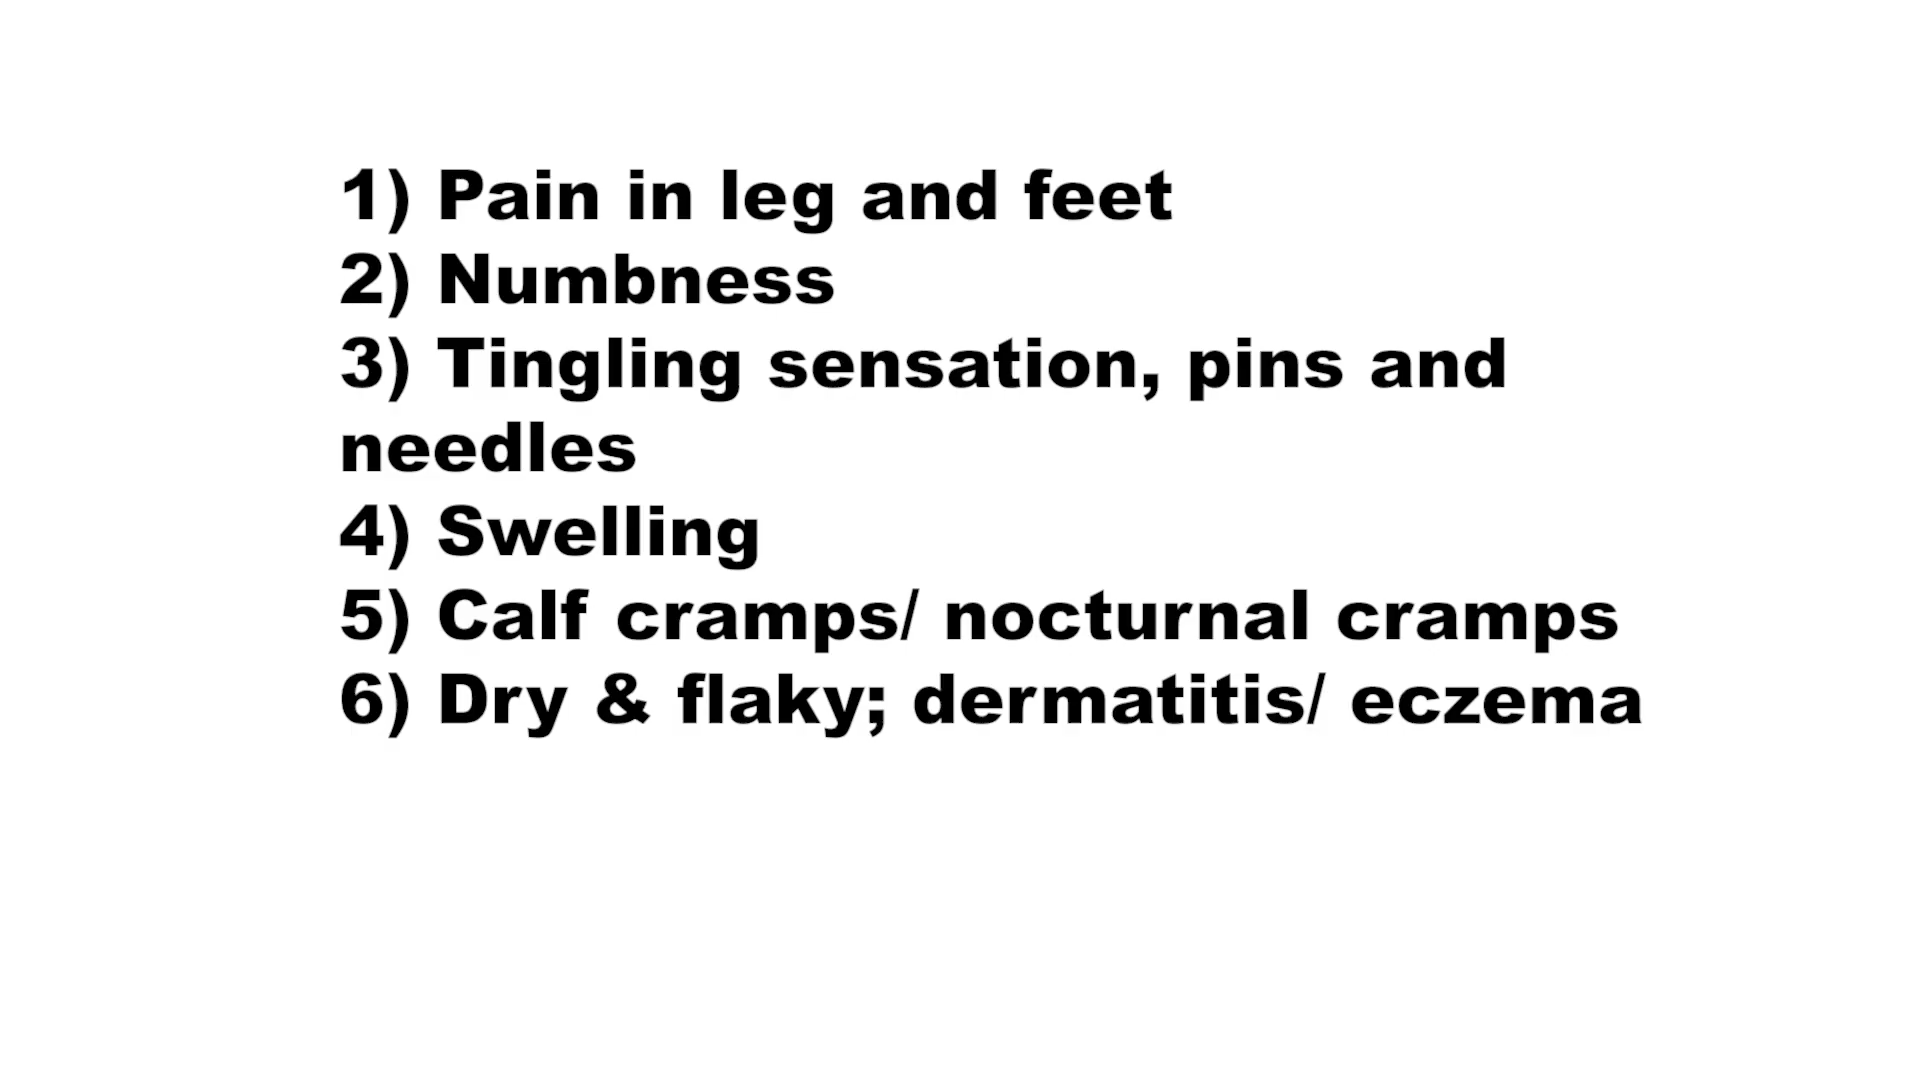 1) Pain in leg and feet
2) Numbness
3) Tingling sensation, pins and
needles
4) Swelling
5) Calf cramps/ nocturnal cramps
6) Dry & flaky; dermatitis/ eczema